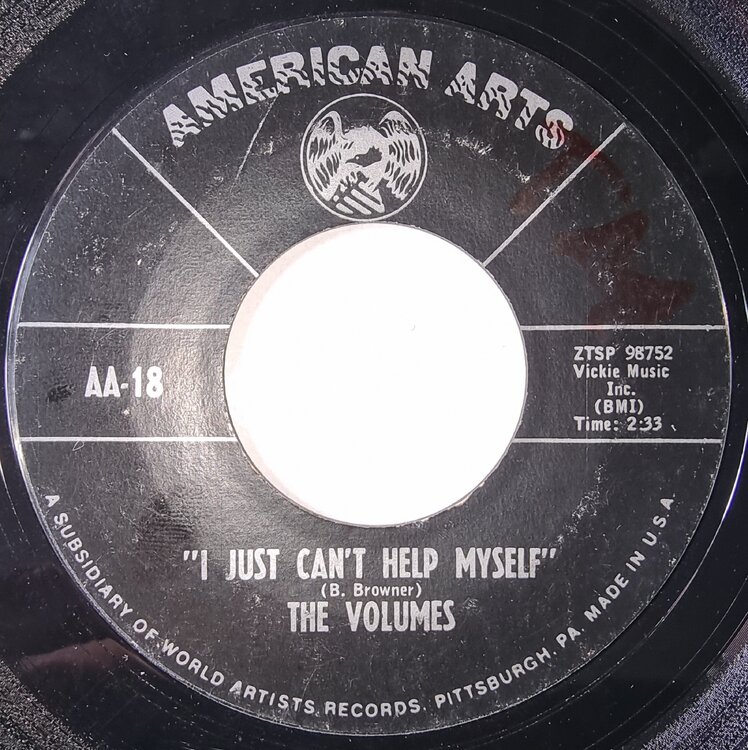 AMERICAN ARTS
AA-18
ZTSP 98752
Vickie Music
Inc.
(BMI)
Time: 2:33
"I JUST CAN'T HELP MYSELF"
(B. Browner)
THE VOLUMES
A SUBSIDIARY OF WORLD ARTISTS RECORDS. PITTSBURGH, PA MADE IN U.S.A.